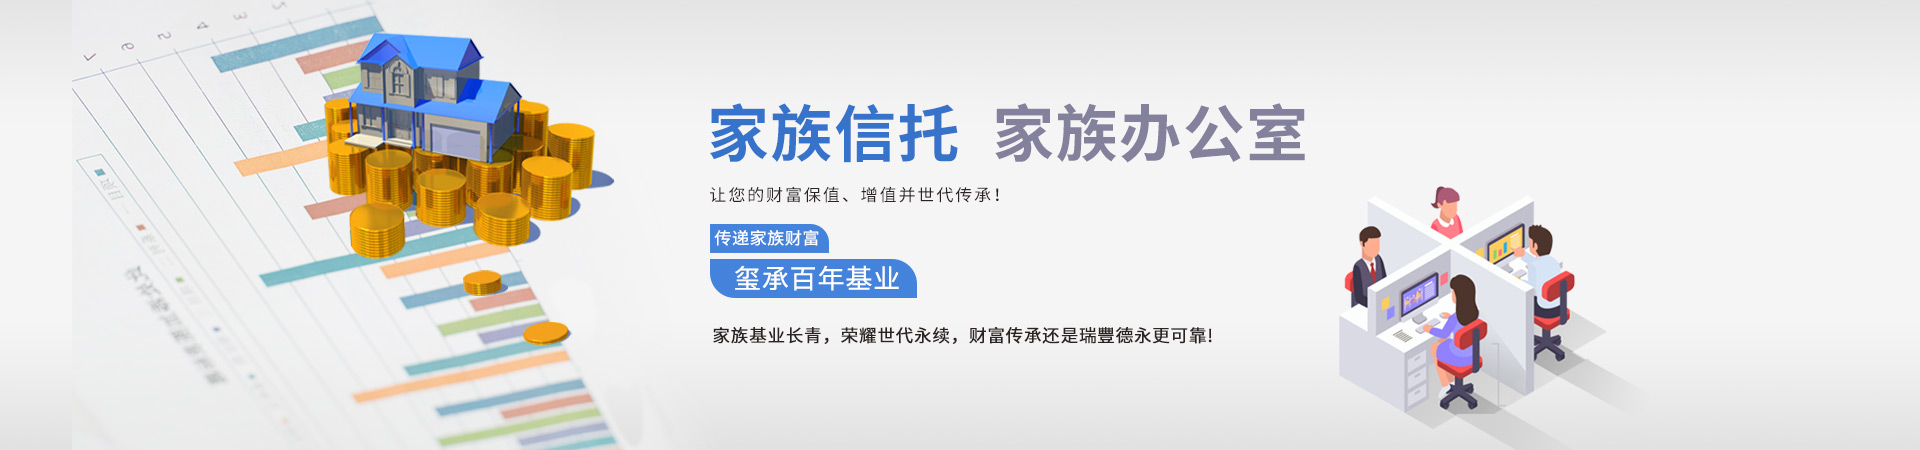 家族信托 家族办公室
让您的财富保值、增值并世代传承！
传递家族财富
玺承百年基业
家族基业长青，荣耀世代永续，财富传承还是瑞豐德永更可靠!